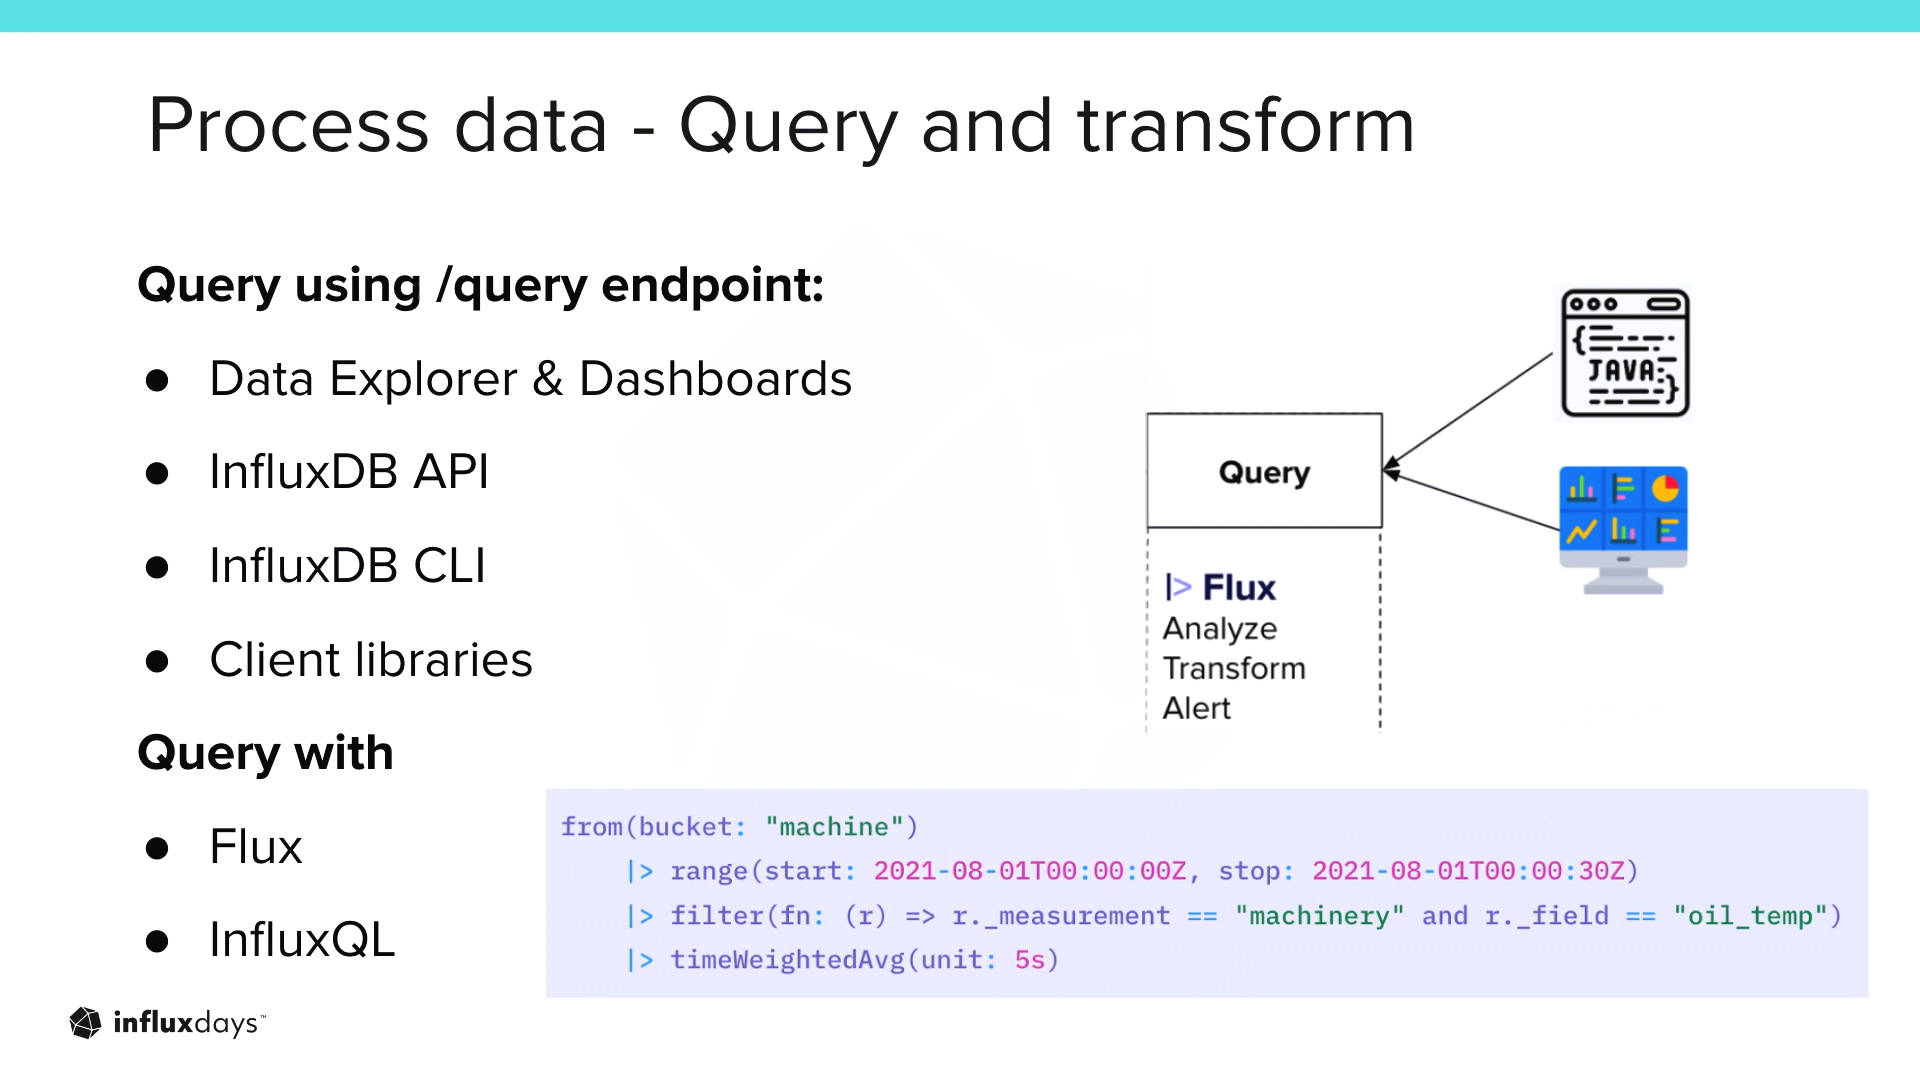 Process data - Query and transform
Query using /query endpoint:
● Data Explorer & Dashboards
● InfluxDB API
● InfluxDB CLI
● Client libraries
Query with
● Flux
● InfluxQL
JAVA
Query
|> Flux
Analyze
Transform
Alert
from(bucket: "machine")
    |> range(start: 2021-08-01T00:00:00Z, stop: 2021-08-01T00:00:30Z)
    |> filter(fn: (r) => r._measurement == "machinery" and r._field == "oil_temp")
    |> timeWeightedAvg(unit: 5s)
influxdays™